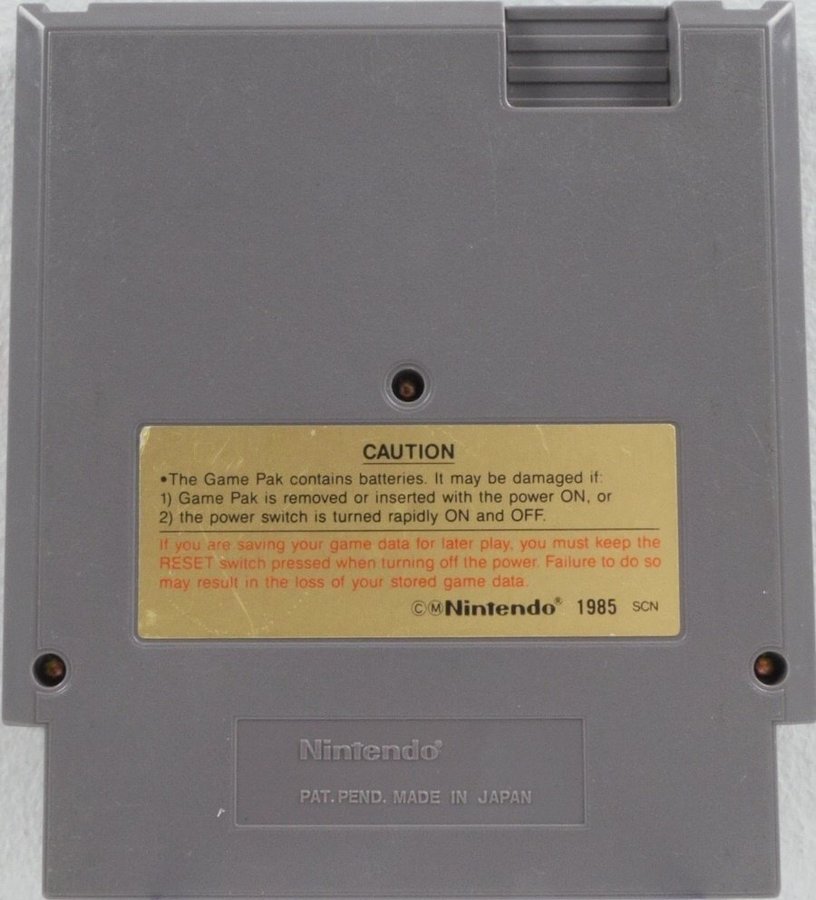 CAUTION
•The Game Pak contains batteries. It may be damaged if:
1) Game Pak is removed or inserted with the power ON, or
2) the power switch is turned rapidly ON and OFF.
If you are saving your game data for later play, you must keep the
RESET switch pressed when turning off the power. Failure to do so
may result in the loss of your stored game data.
ⒸⓂNintendo® 1985 SCN
Nintendo®
PAT. PEND. MADE IN JAPAN